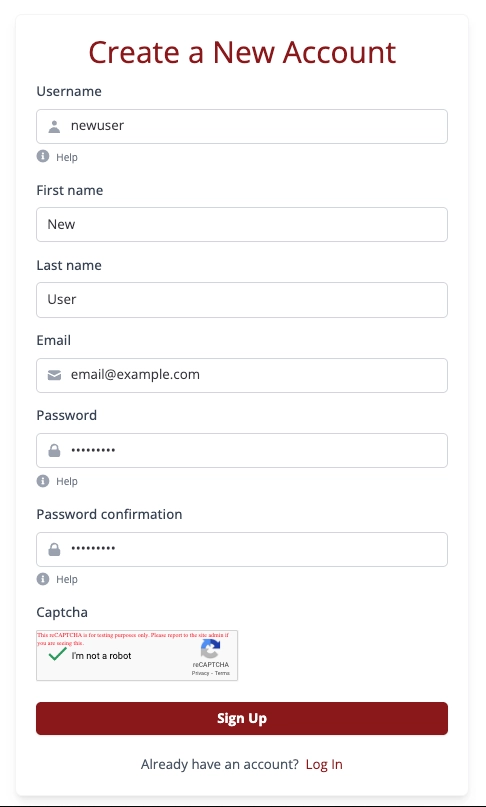 Create a New Account
Username
newuser
Help
First name
New
Last name
User
Email
email@example.com
Password
•••••••••
Help
Password confirmation
•••••••••
Help
Captcha
This reCAPTCHA is for testing purposes only. Please report to the site admin if
you are seeing this.
I'm not a robot
reCAPTCHA
Privacy - Terms
Sign Up
Already have an account? Log In